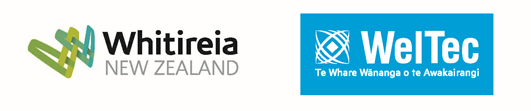 Whitireia
NEW ZEALAND
WelTec
Te Whare Wānanga o te Awakairangi